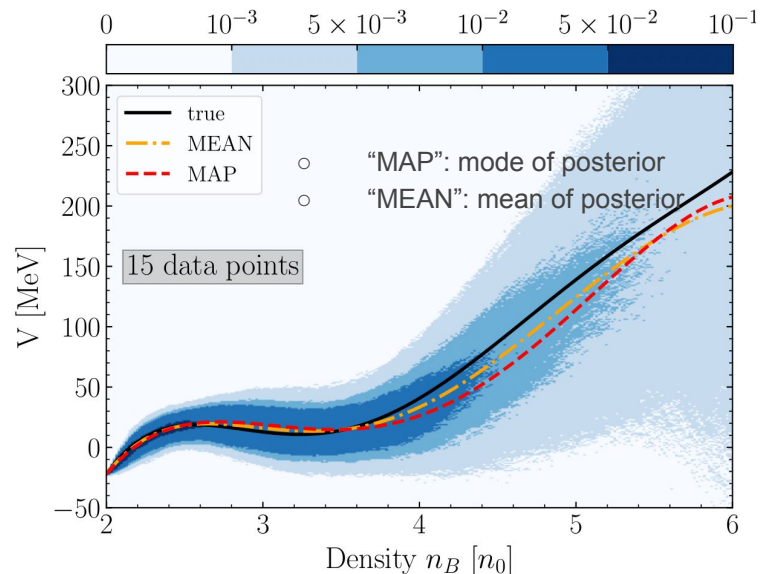 0 10⁻³ 5 × 10⁻³ 10⁻² 5 × 10⁻² 10⁻¹
300
250
200
150
100
50
0
−50
V [MeV]
true
MEAN
MAP
○ “MAP”: mode of posterior
○ “MEAN”: mean of posterior
15 data points
2 3 4 5 6
Density n_B [n₀]